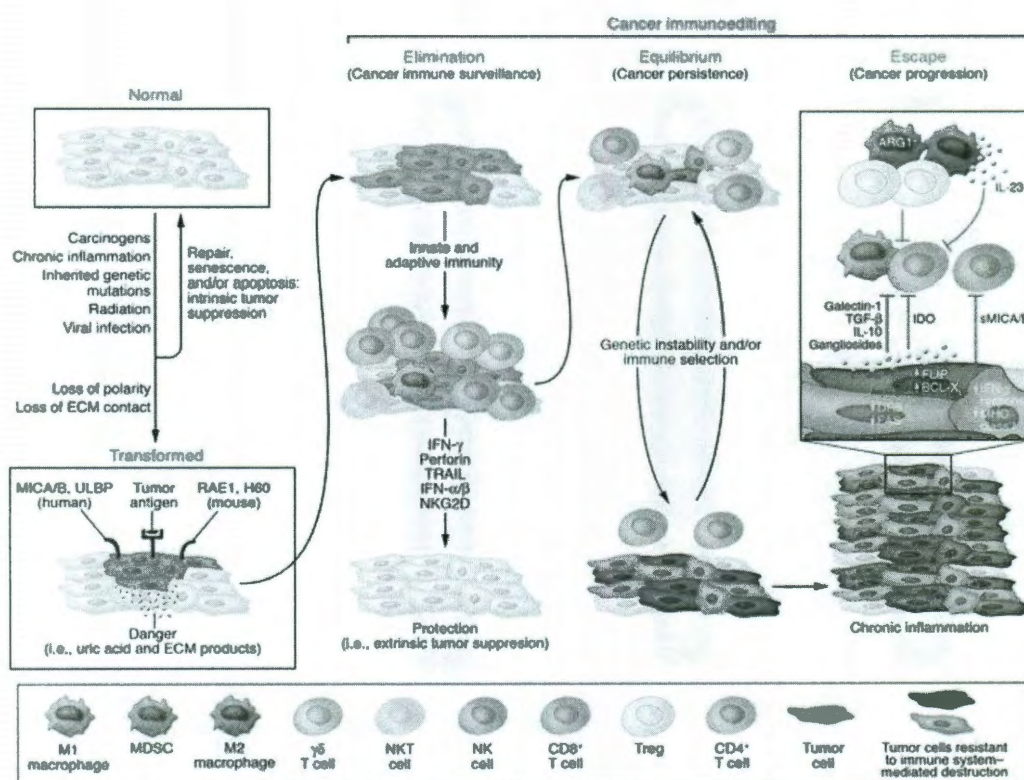 Cancer immunoediting
Elimination
(Cancer immune surveillance)
Equilibrium
(Cancer persistence)
Escape
(Cancer progression)
Normal
Carcinogens
Chronic inflammation
Inherited genetic
mutations
Radiation
Viral infection
Repair,
senescence,
and/or apoptosis:
intrinsic tumor
suppression
Loss of polarity
Loss of ECM contact
Transformed
MICA/B, ULBP
(human)
Tumor
antigen
RAE1, H60
(mouse)
Danger
(i.e., uric acid and ECM products)
Innate and
adaptive immunity
IFN-γ
Perforin
TRAIL
IFN-α/β
NKG2D
Protection
(i.e., extrinsic tumor suppresion)
Genetic instability and/or
immune selection
ARG1
IL-23
Galectin-1
TGF-β
IL-10
Gangliosides
IDO
sMICA/
FLIP
BCL-X
Chronic inflammation
M1
macrophage
MDSC
M2
macrophage
γδ
T cell
NKT
cell
NK
cell
CD8+
T cell
Treg
CD4+
T cell
Tumor
cell
Tumor cells resistant
to immune system–
mediated destruction